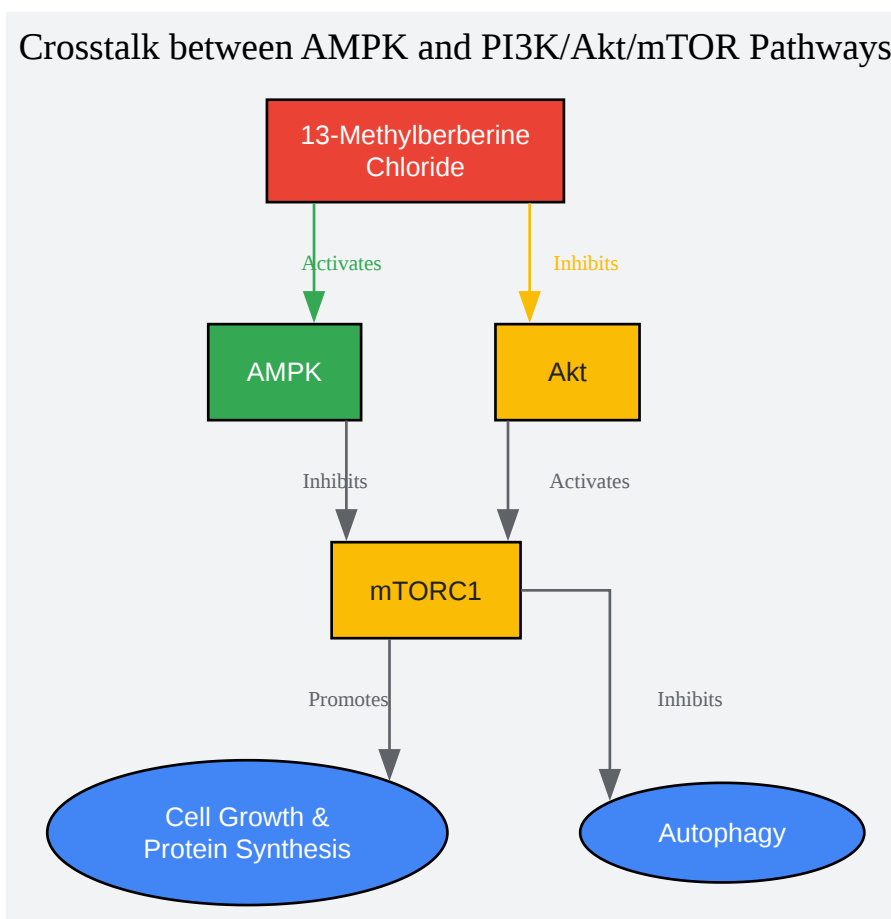 Crosstalk between AMPK and PI3K/Akt/mTOR Pathways
13-Methylberberine
Chloride
Activates
Inhibits
AMPK
Akt
Inhibits
Activates
mTORC1
Promotes
Inhibits
Cell Growth &
Protein Synthesis
Autophagy